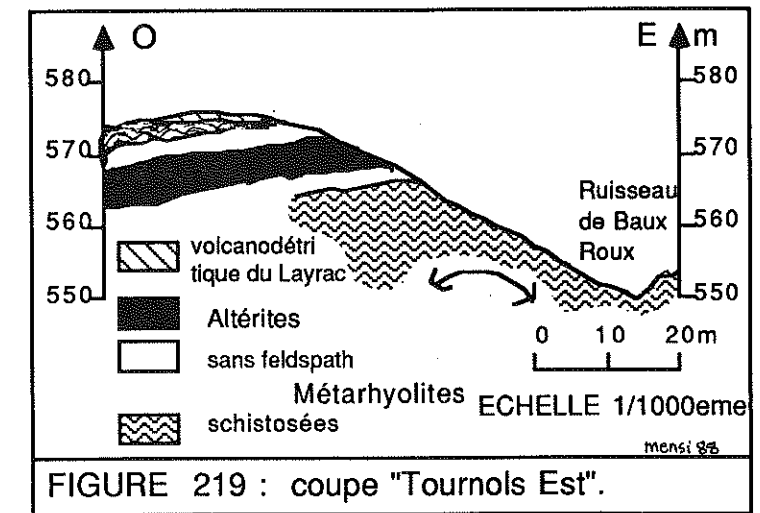 O E m
580 580
570 570
Ruisseau
560 de Baux 560
Roux
volcanodétri
tique du Layrac
550 550
Altérites
0 10 20m
sans feldspath
Métarhyolites
ECHELLE 1/1000eme
schistosées
mensi 88
FIGURE 219 : coupe "Tournols Est".